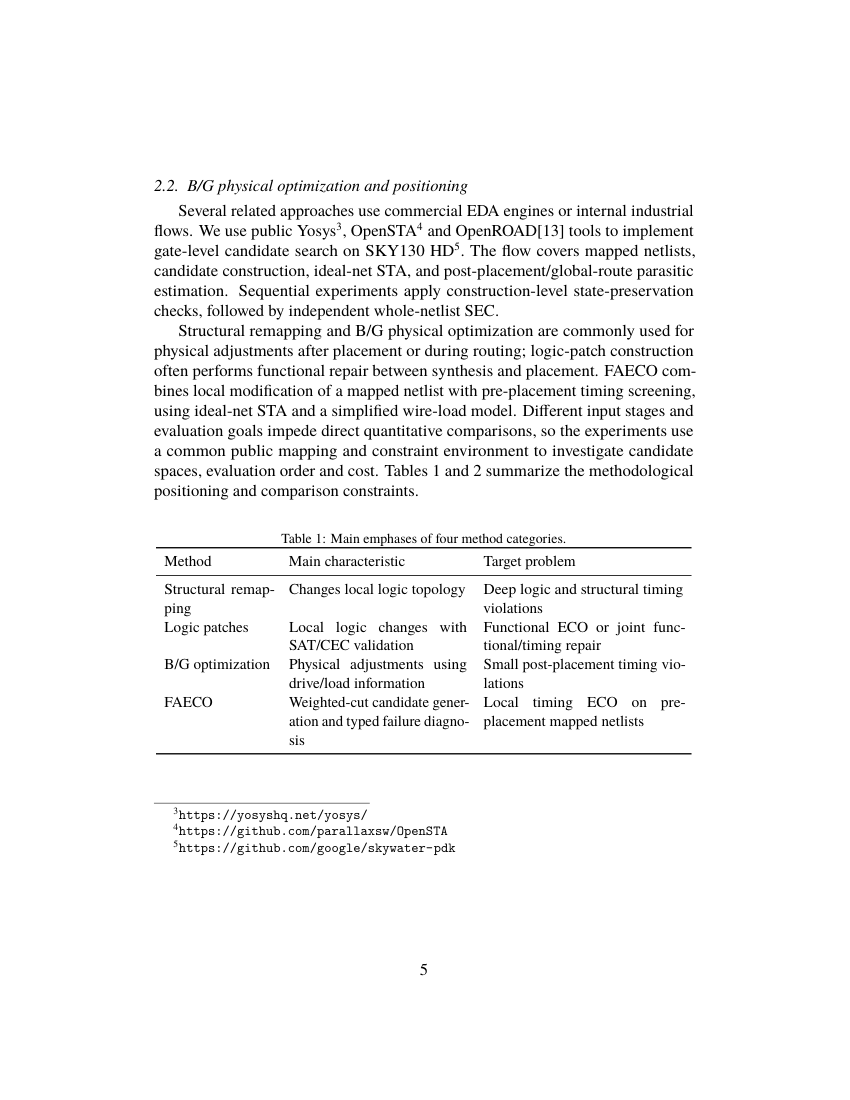 2.2. B/G physical optimization and positioning
Several related approaches use commercial EDA engines or internal industrial
flows. We use public Yosys³, OpenSTA⁴ and OpenROAD[13] tools to implement
gate-level candidate search on SKY130 HD⁵. The flow covers mapped netlists,
candidate construction, ideal-net STA, and post-placement/global-route parasitic
estimation. Sequential experiments apply construction-level state-preservation
checks, followed by independent whole-netlist SEC.
Structural remapping and B/G physical optimization are commonly used for
physical adjustments after placement or during routing; logic-patch construction
often performs functional repair between synthesis and placement. FAECO com-
bines local modification of a mapped netlist with pre-placement timing screening,
using ideal-net STA and a simplified wire-load model. Different input stages and
evaluation goals impede direct quantitative comparisons, so the experiments use
a common public mapping and constraint environment to investigate candidate
spaces, evaluation order and cost. Tables 1 and 2 summarize the methodological
positioning and comparison constraints.
Table 1: Main emphases of four method categories.
Method Main characteristic Target problem
Structural remap- Changes local logic topology Deep logic and structural timing
ping violations
Logic patches Local logic changes with Functional ECO or joint func-
SAT/CEC validation tional/timing repair
B/G optimization Physical adjustments using Small post-placement timing vio-
drive/load information lations
FAECO Weighted-cut candidate gener- Local timing ECO on pre-
ation and typed failure diagno- placement mapped netlists
sis
³https://yosyshq.net/yosys/
⁴https://github.com/parallaxsw/OpenSTA
⁵https://github.com/google/skywater-pdk
5